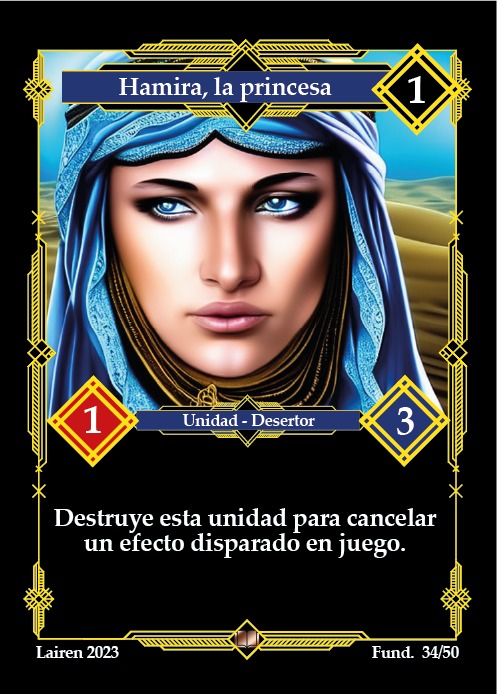 Hamira, la princesa
1
1
Unidad - Desertor
3
Destruye esta unidad para cancelar
un efecto disparado en juego.
Lairen 2023
Fund. 34/50